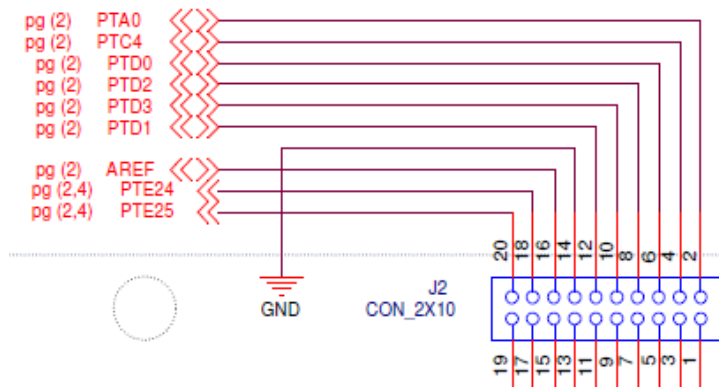 pg (2) PTA0
pg (2) PTC4
pg (2) PTD0
pg (2) PTD2
pg (2) PTD3
pg (2) PTD1
pg (2) AREF
pg (2,4) PTE24
pg (2,4) PTE25
20 18 16 14 12 10 8 6 4 2
J2
GND CON_2X10
19 17 15 13 11 9 7 5 3 1